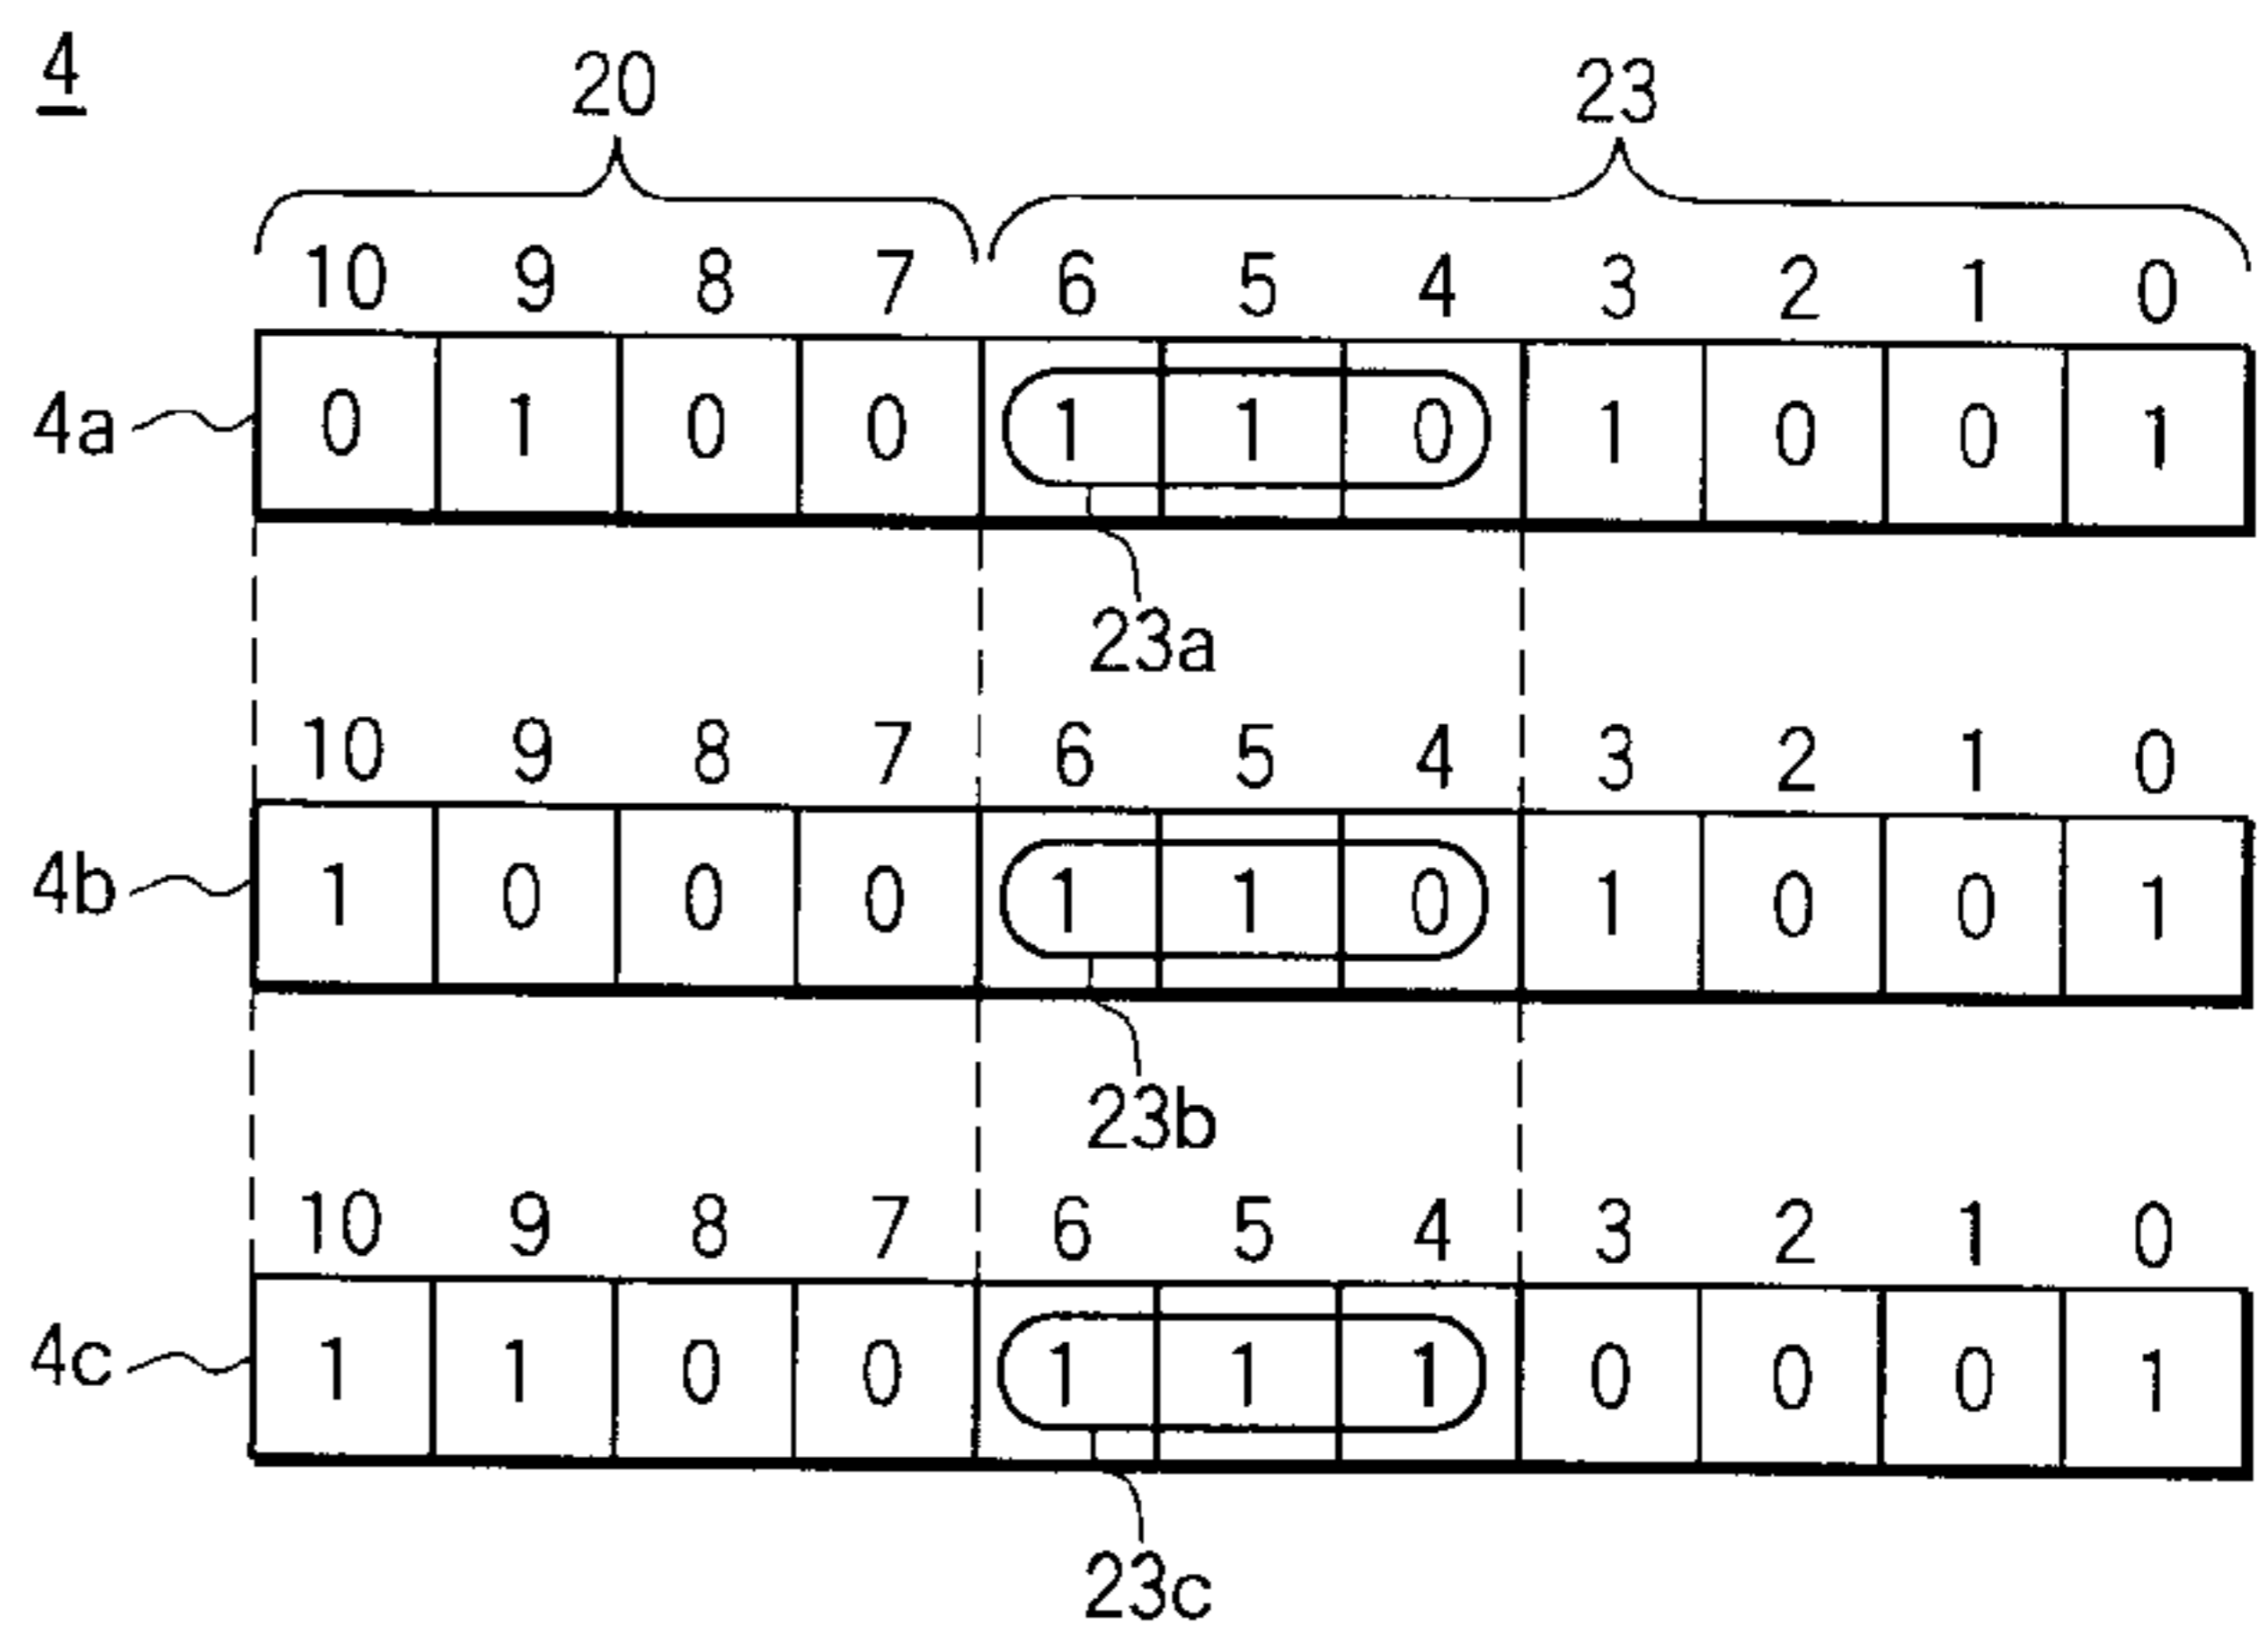 4
20 23
10 9 8 7 6 5 4 3 2 1 0
4a 0 1 0 0 1 1 0 1 0 0 1
23a
10 9 8 7 6 5 4 3 2 1 0
4b 1 0 0 0 1 1 0 1 0 0 1
23b
10 9 8 7 6 5 4 3 2 1 0
4c 1 1 0 0 1 1 1 0 0 0 1
23c